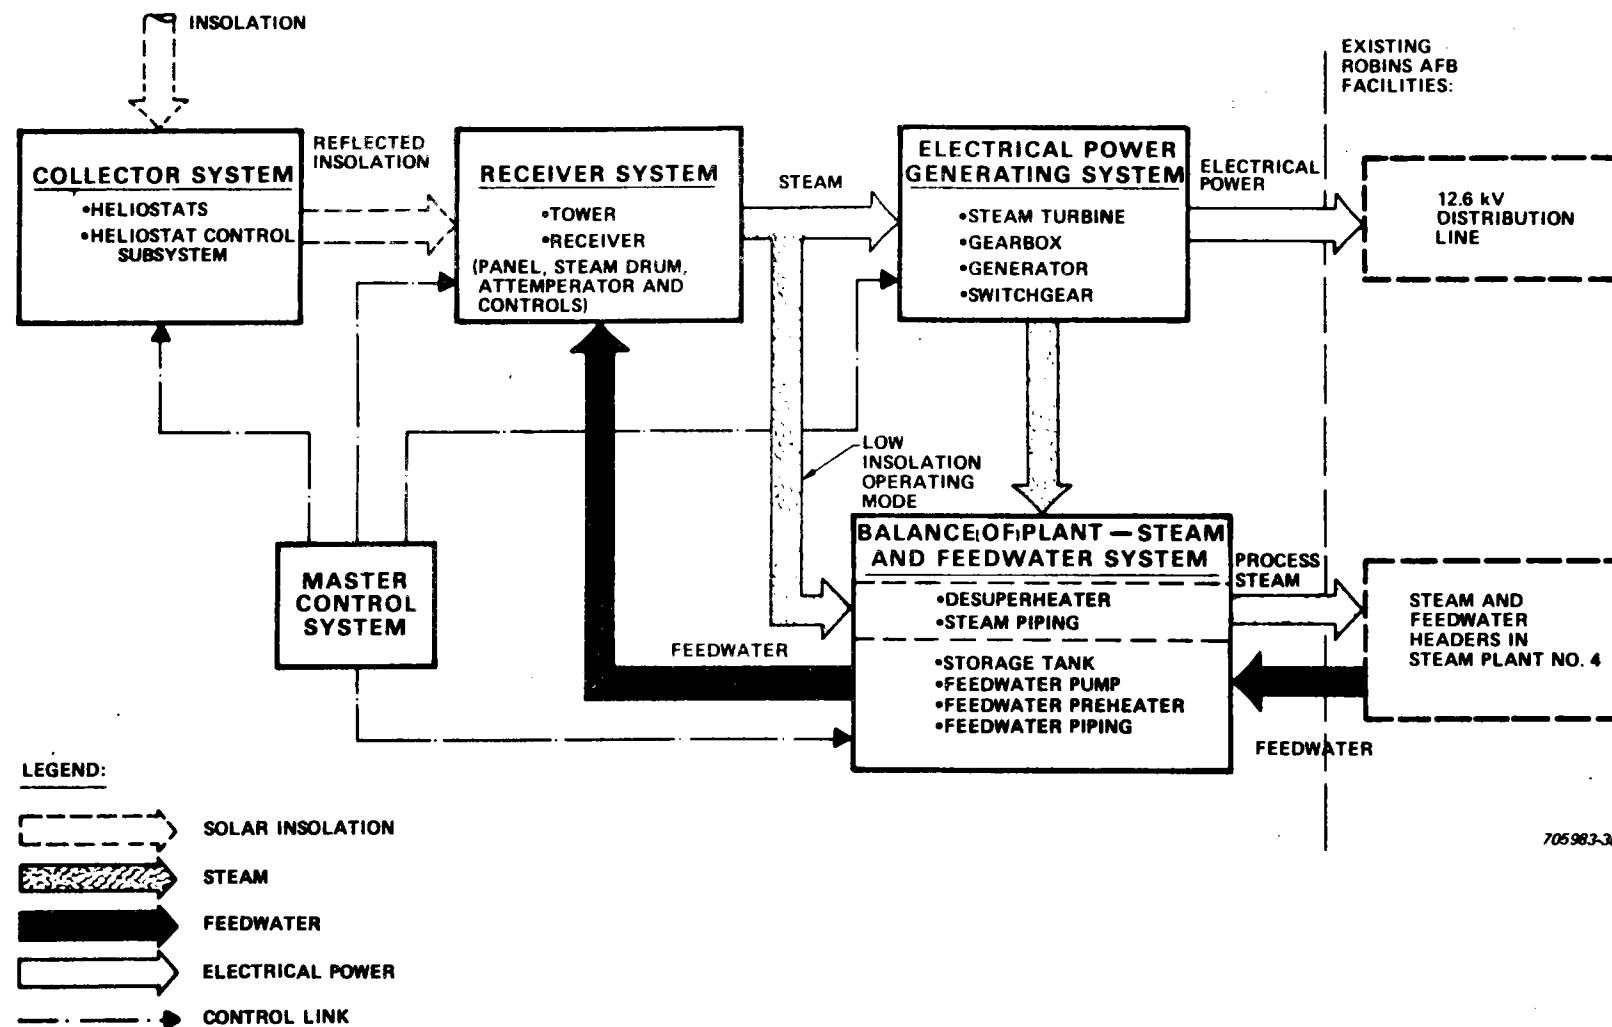 INSOLATION
EXISTING
ROBINS AFB
FACILITIES:
COLLECTOR SYSTEM
•HELIOSTATS
•HELIOSTAT CONTROL
SUBSYSTEM
REFLECTED
INSOLATION
RECEIVER SYSTEM
•TOWER
•RECEIVER
(PANEL, STEAM DRUM,
ATTEMPERATOR AND
CONTROLS)
STEAM
ELECTRICAL POWER
GENERATING SYSTEM
•STEAM TURBINE
•GEARBOX
•GENERATOR
•SWITCHGEAR
ELECTRICAL
POWER
12.6 kV
DISTRIBUTION
LINE
LOW
INSOLATION
OPERATING
MODE
MASTER
CONTROL
SYSTEM
FEEDWATER
BALANCE OF PLANT — STEAM
AND FEEDWATER SYSTEM
•DESUPERHEATER
•STEAM PIPING
•STORAGE TANK
•FEEDWATER PUMP
•FEEDWATER PREHEATER
•FEEDWATER PIPING
PROCESS
STEAM
STEAM AND
FEEDWATER
HEADERS IN
STEAM PLANT NO. 4
FEEDWATER
LEGEND:
SOLAR INSOLATION
STEAM
FEEDWATER
ELECTRICAL POWER
CONTROL LINK